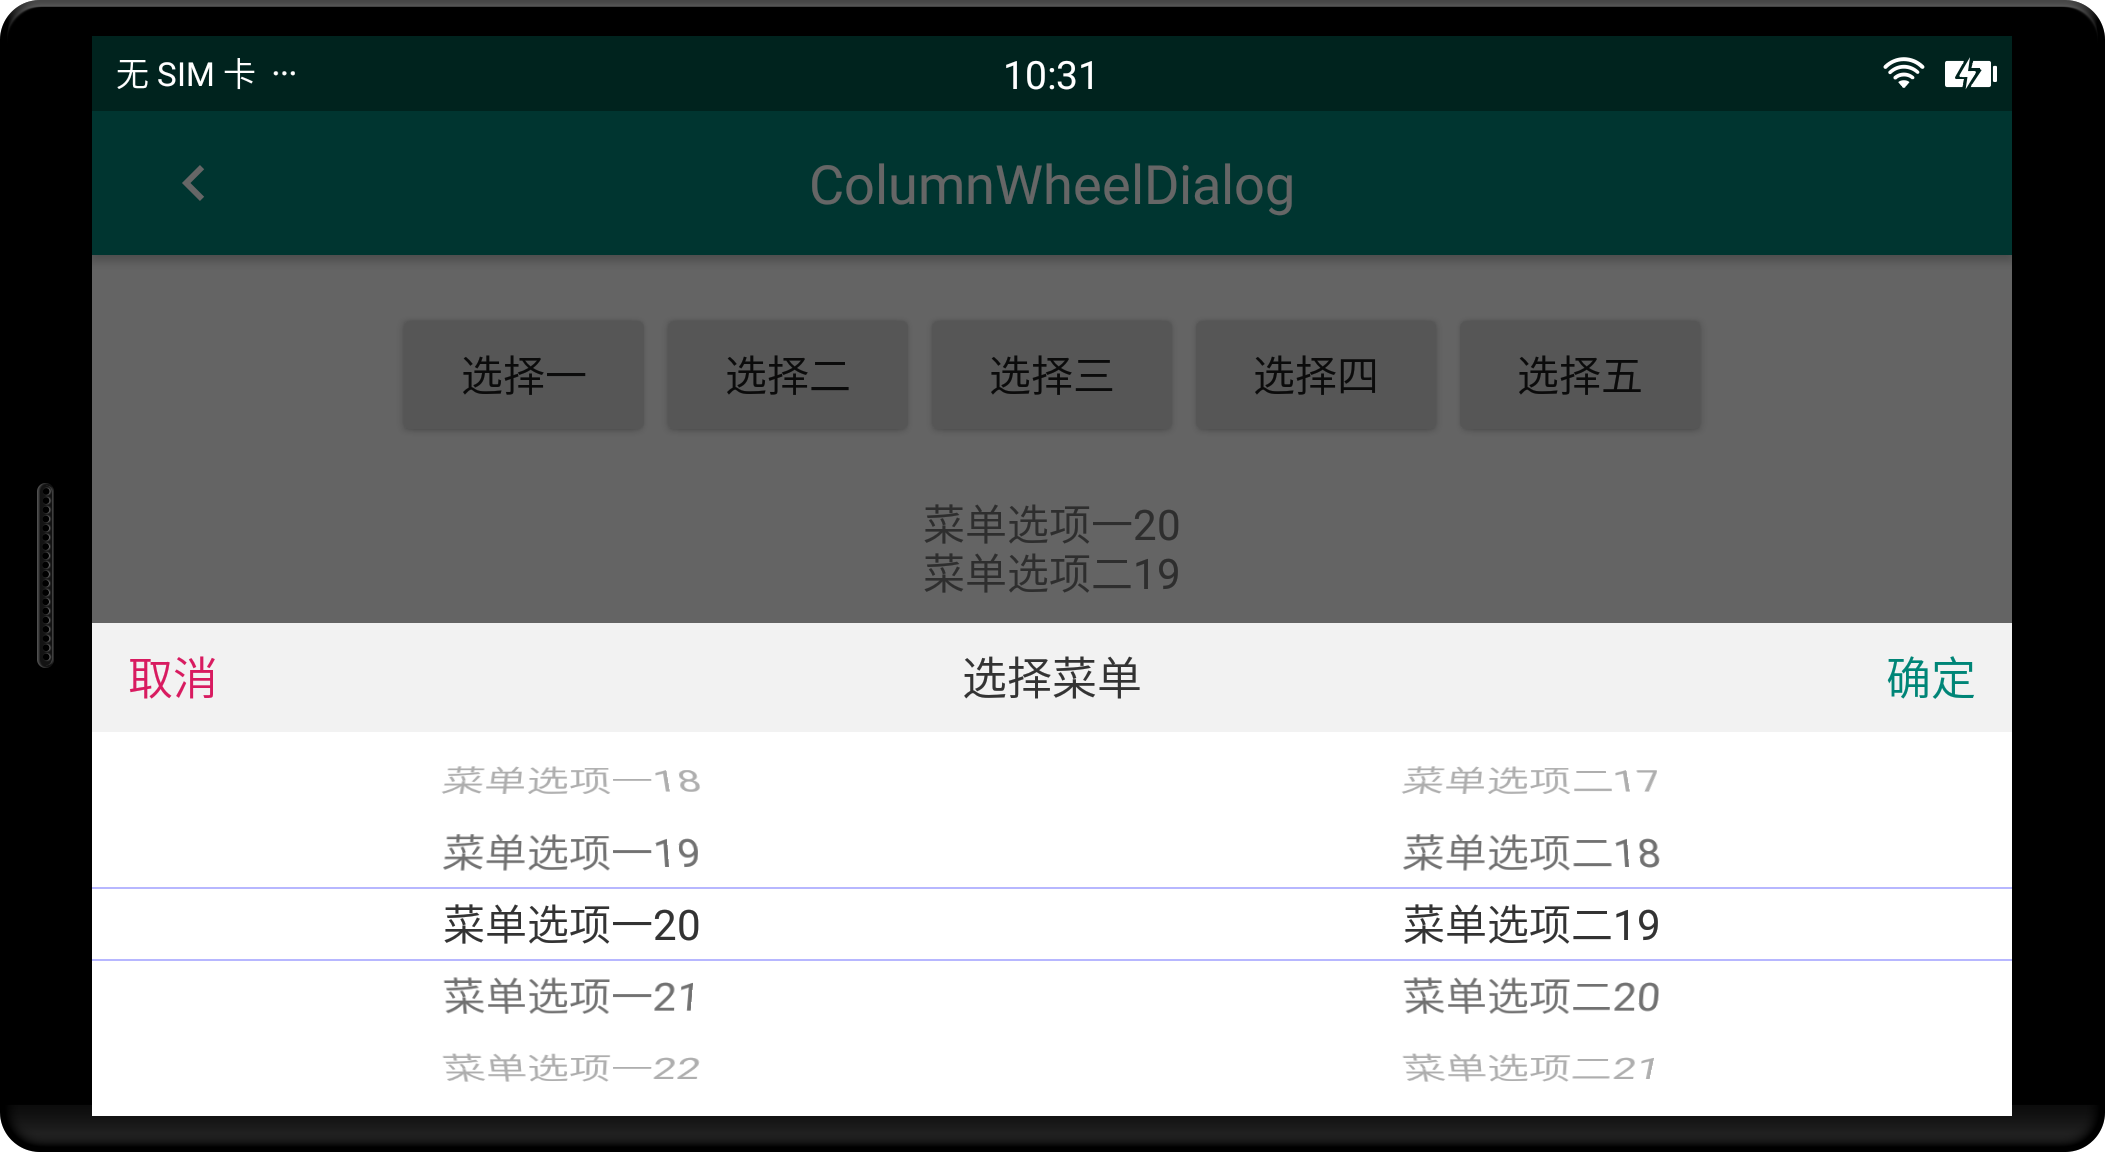 无 SIM 卡 ···
10:31
ColumnWheelDialog
选择一 选择二 选择三 选择四 选择五
菜单选项一20
菜单选项二19
取消 选择菜单 确定
菜单选项一18 菜单选项二17
菜单选项一19 菜单选项二18
菜单选项一20 菜单选项二19
菜单选项一21 菜单选项二20
菜单选项一22 菜单选项二21